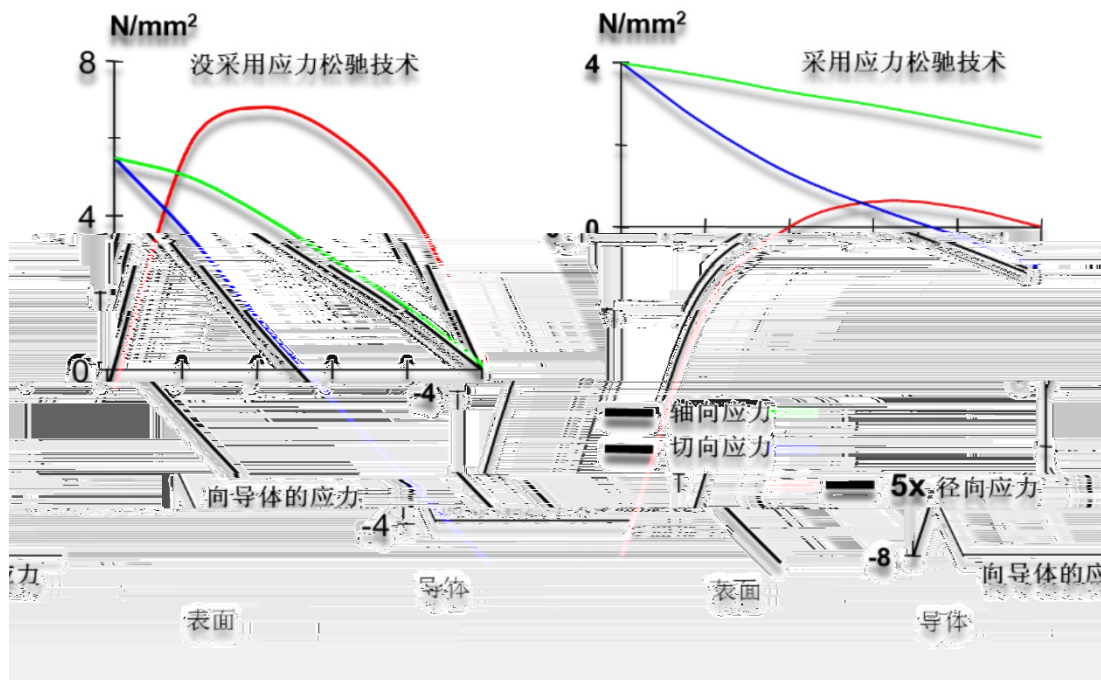 N/mm²
8
没采用应力松驰技术
4
0
-4
向导体的应力
表面
导体
N/mm²
4
采用应力松驰技术
0
-4
轴向应力
切向应力
5x 径向应力
-8
向导体的应
应力
表面
导体